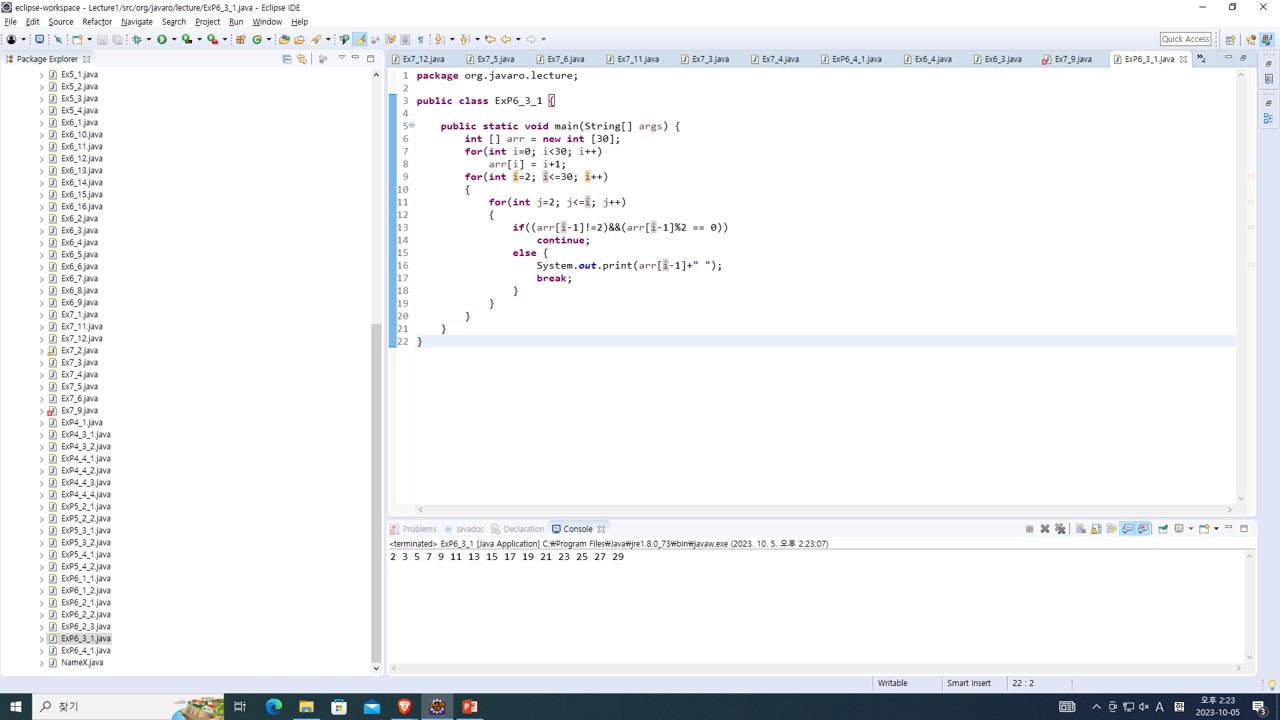 eclipse-workspace - Lecture1/src/org/javaro/lecture/ExP6_3_1.java - Eclipse IDE
File Edit Source Refactor Navigate Search Project Run Window Help
Quick Access
Package Explorer
Ex5_1.java
Ex5_2.java
Ex5_3.java
Ex5_4.java
Ex6_1.java
Ex6_10.java
Ex6_11.java
Ex6_12.java
Ex6_13.java
Ex6_14.java
Ex6_15.java
Ex6_16.java
Ex6_2.java
Ex6_3.java
Ex6_4.java
Ex6_5.java
Ex6_6.java
Ex6_7.java
Ex6_8.java
Ex6_9.java
Ex7_1.java
Ex7_11.java
Ex7_12.java
Ex7_2.java
Ex7_3.java
Ex7_4.java
Ex7_5.java
Ex7_6.java
Ex7_9.java
ExP4_1.java
ExP4_3_1.java
ExP4_3_2.java
ExP4_4_1.java
ExP4_4_2.java
ExP4_4_3.java
ExP4_4_4.java
ExP5_2_1.java
ExP5_2_2.java
ExP5_3_1.java
ExP5_3_2.java
ExP5_4_1.java
ExP5_4_2.java
ExP6_1_1.java
ExP6_1_2.java
ExP6_2_1.java
ExP6_2_2.java
ExP6_2_3.java
ExP6_3_1.java
ExP6_4_1.java
NameX.java
Ex7_12.java Ex7_5.java Ex7_6.java Ex7_11.java Ex7_3.java Ex7_4.java ExP6_4_1.java Ex6_4.java Ex6_3.java Ex7_9.java ExP6_3_1.java
1 package org.javaro.lecture;
2
3 public class ExP6_3_1 {
4
5 public static void main(String[] args) {
6 int [] arr = new int [30];
7 for(int i=0; i<30; i++)
8 arr[i] = i+1;
9 for(int i=2; i<=30; i++)
10 {
11 for(int j=2; j<=i; j++)
12 {
13 if((arr[i-1]!=2)&&(arr[i-1]%2 == 0))
14 continue;
15 else {
16 System.out.print(arr[i-1]+" ");
17 break;
18 }
19 }
20 }
21 }
22 }
Problems Javadoc Declaration Console
<terminated> ExP6_3_1 [Java Application] C:₩Program Files₩Java₩jre1.8.0_73₩bin₩javaw.exe (2023. 10. 5. 오후 2:23:07)
2 3 5 7 9 11 13 15 17 19 21 23 25 27 29
Writable Smart Insert 22 : 2
찾기
A 한
오후 2:23
2023-10-05
3